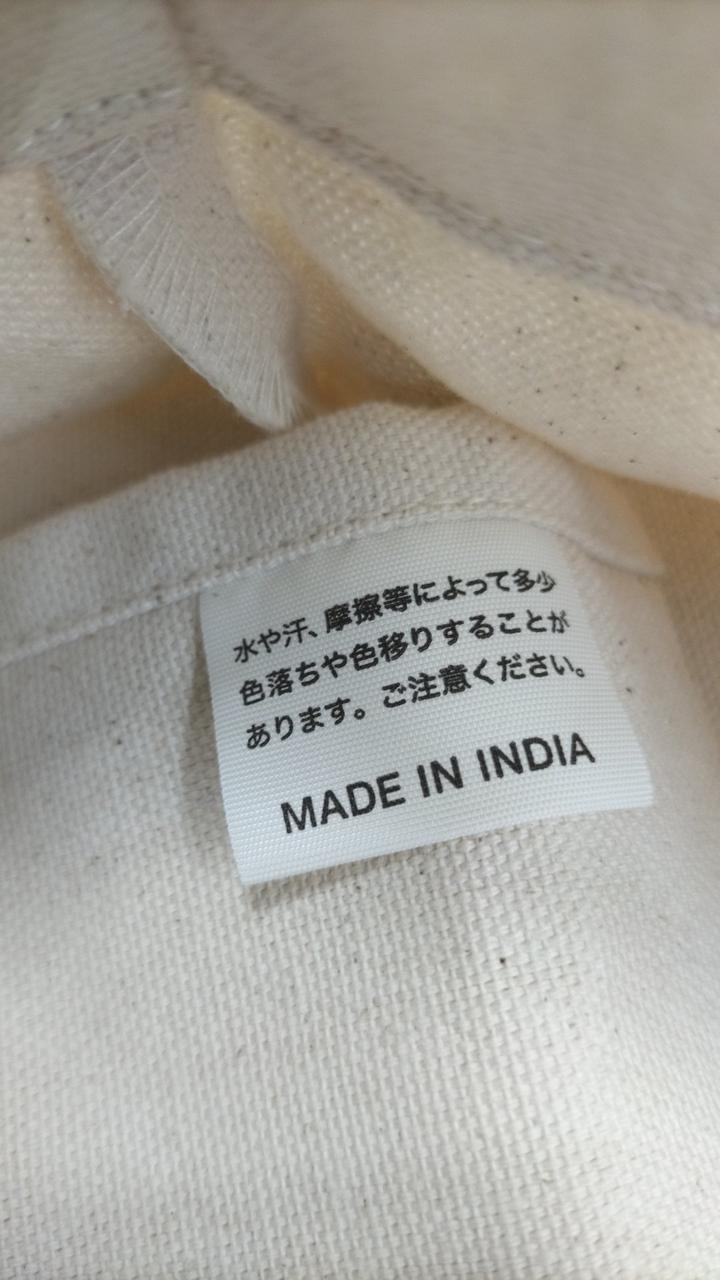 水や汗、摩擦等によって多少
色落ちや色移りすることが
あります。ご注意ください。
MADE IN INDIA